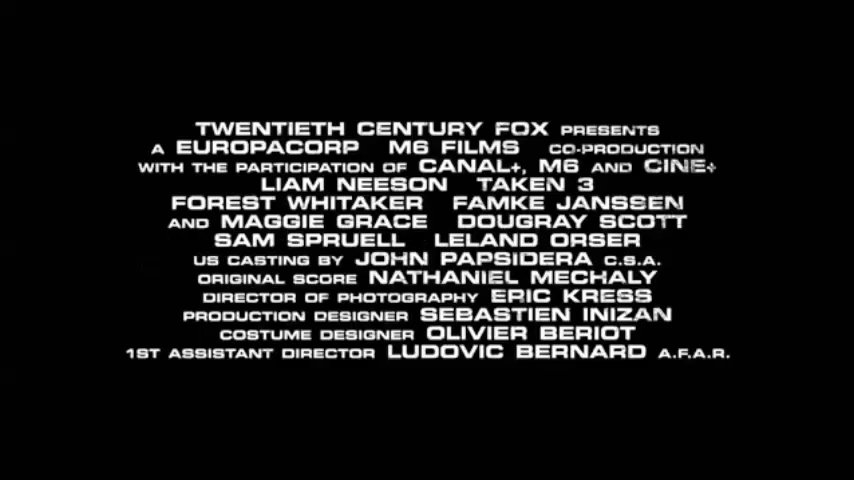 TWENTIETH CENTURY FOX PRESENTS
A EUROPACORP M6 FILMS CO-PRODUCTION
WITH THE PARTICIPATION OF CANAL+, M6 AND CINE+
LIAM NEESON TAKEN 3
FOREST WHITAKER FAMKE JANSSEN
AND MAGGIE GRACE DOUGRAY SCOTT
SAM SPRUELL LELAND ORSER
US CASTING BY JOHN PAPSIDERA C.S.A.
ORIGINAL SCORE NATHANIEL MECHALY
DIRECTOR OF PHOTOGRAPHY ERIC KRESS
PRODUCTION DESIGNER SEBASTIEN INIZAN
COSTUME DESIGNER OLIVIER BERIOT
1ST ASSISTANT DIRECTOR LUDOVIC BERNARD A.F.A.R.